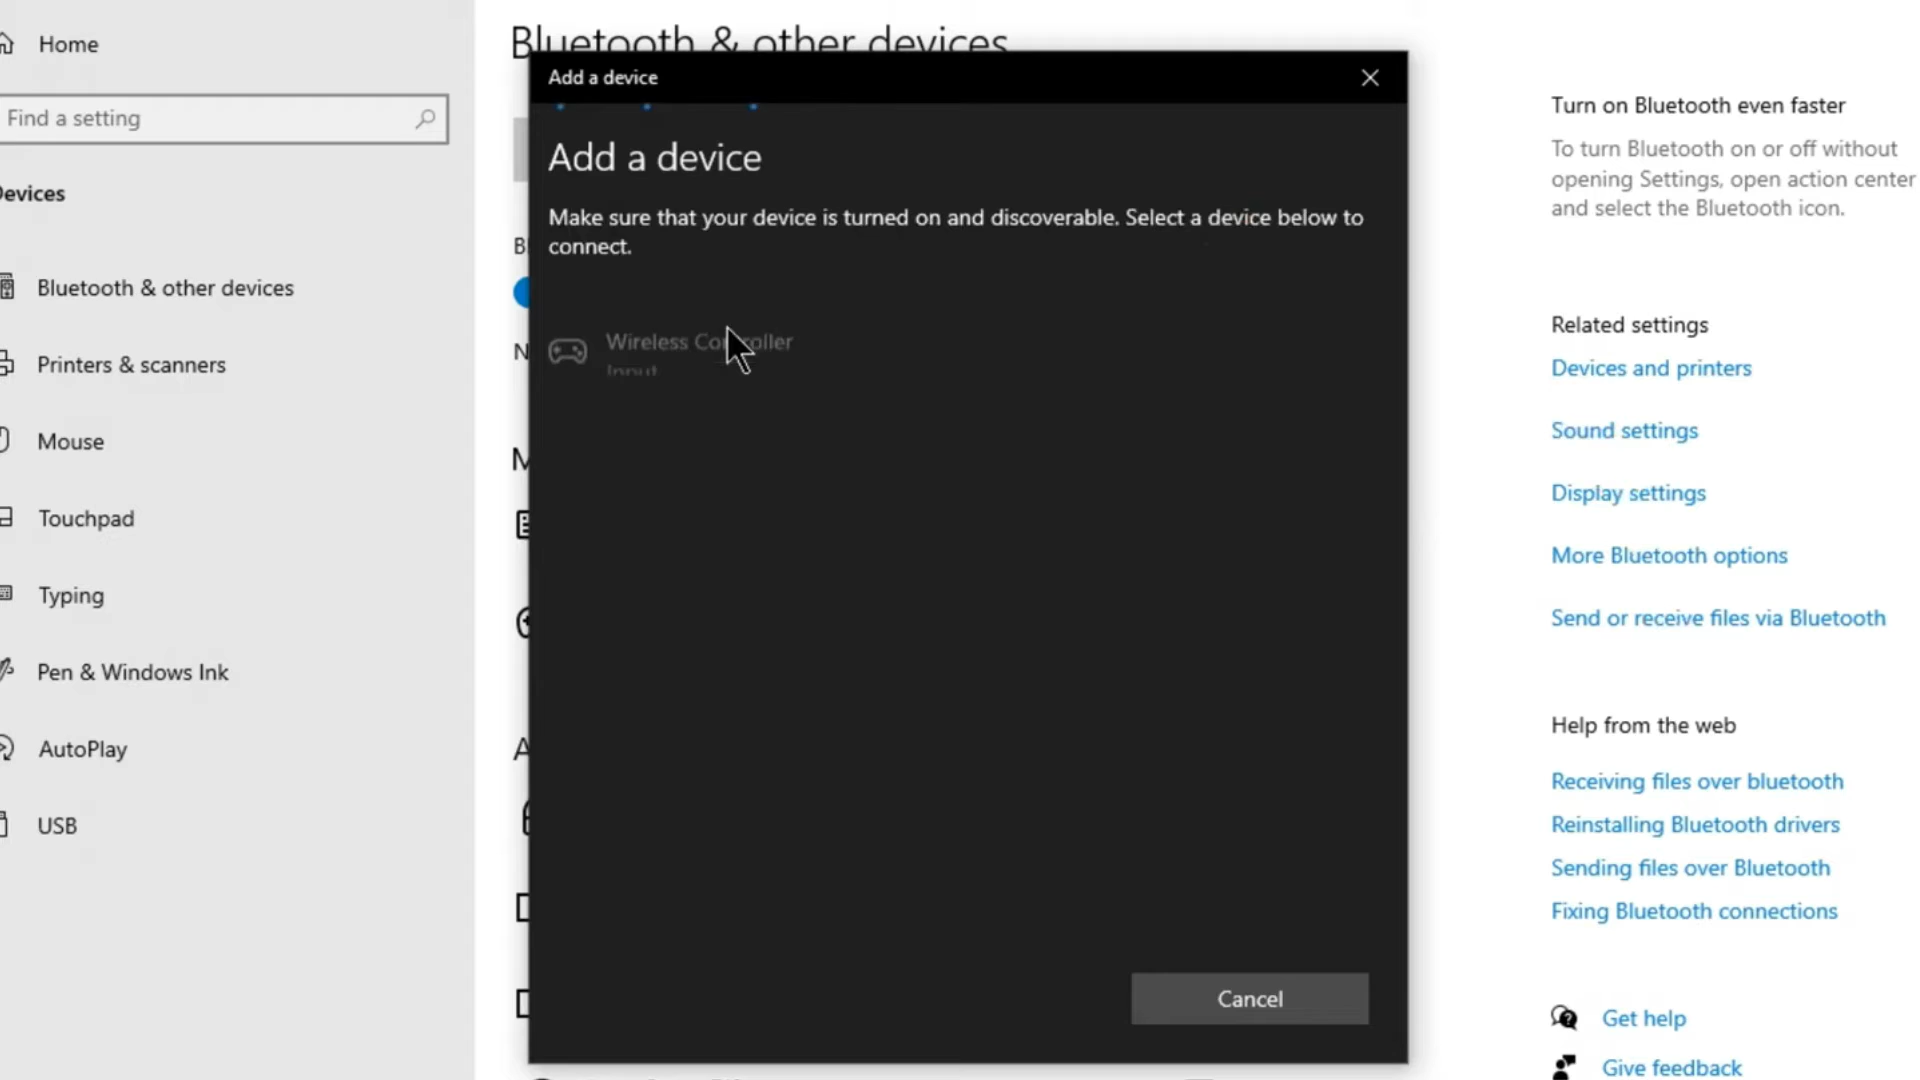 Home
Find a setting
Devices
Bluetooth & other devices
Printers & scanners
Mouse
Touchpad
Typing
Pen & Windows Ink
AutoPlay
USB
Bluetooth & other devices
Add a device
Add a device
Make sure that your device is turned on and discoverable. Select a device below to
connect.
Wireless Controller
Input
Cancel
Turn on Bluetooth even faster
To turn Bluetooth on or off without
opening Settings, open action center
and select the Bluetooth icon.
Related settings
Devices and printers
Sound settings
Display settings
More Bluetooth options
Send or receive files via Bluetooth
Help from the web
Receiving files over bluetooth
Reinstalling Bluetooth drivers
Sending files over Bluetooth
Fixing Bluetooth connections
Get help
Give feedback